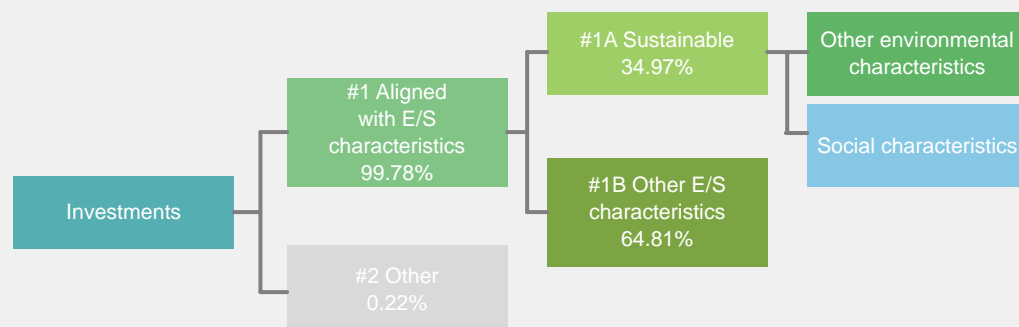 Investments
#1 Aligned
with E/S
characteristics
99.78%
#2 Other
0.22%
#1A Sustainable
34.97%
#1B Other E/S
characteristics
64.81%
Other environmental
characteristics
Social characteristics